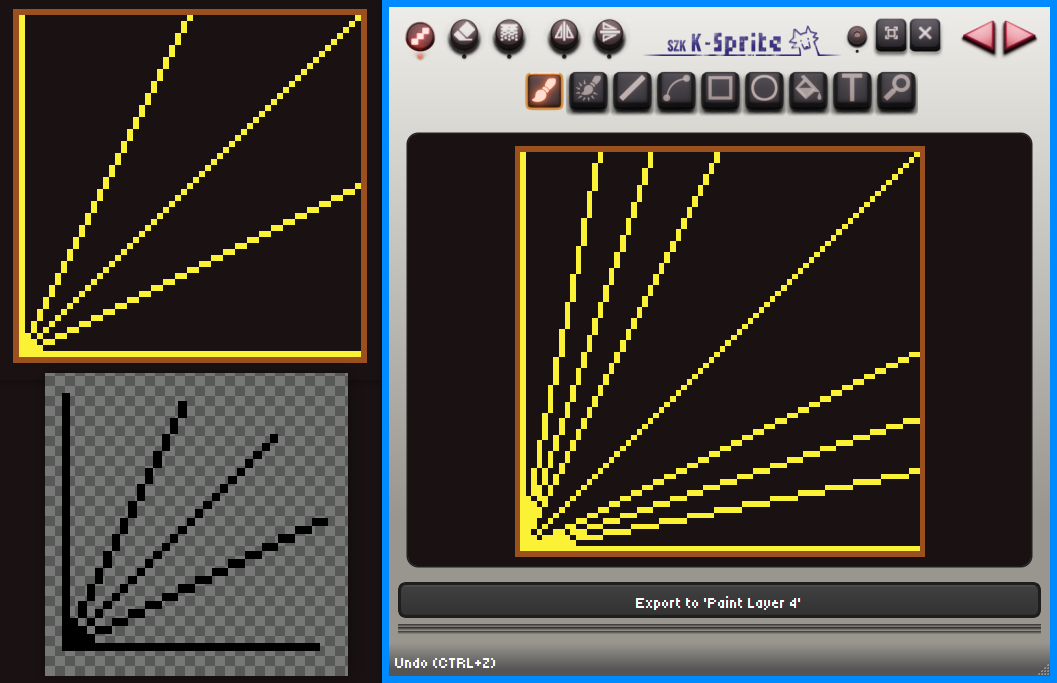 SZK K-Sprite
T
Export to 'Paint Layer 4'
Undo (CTRL+Z)